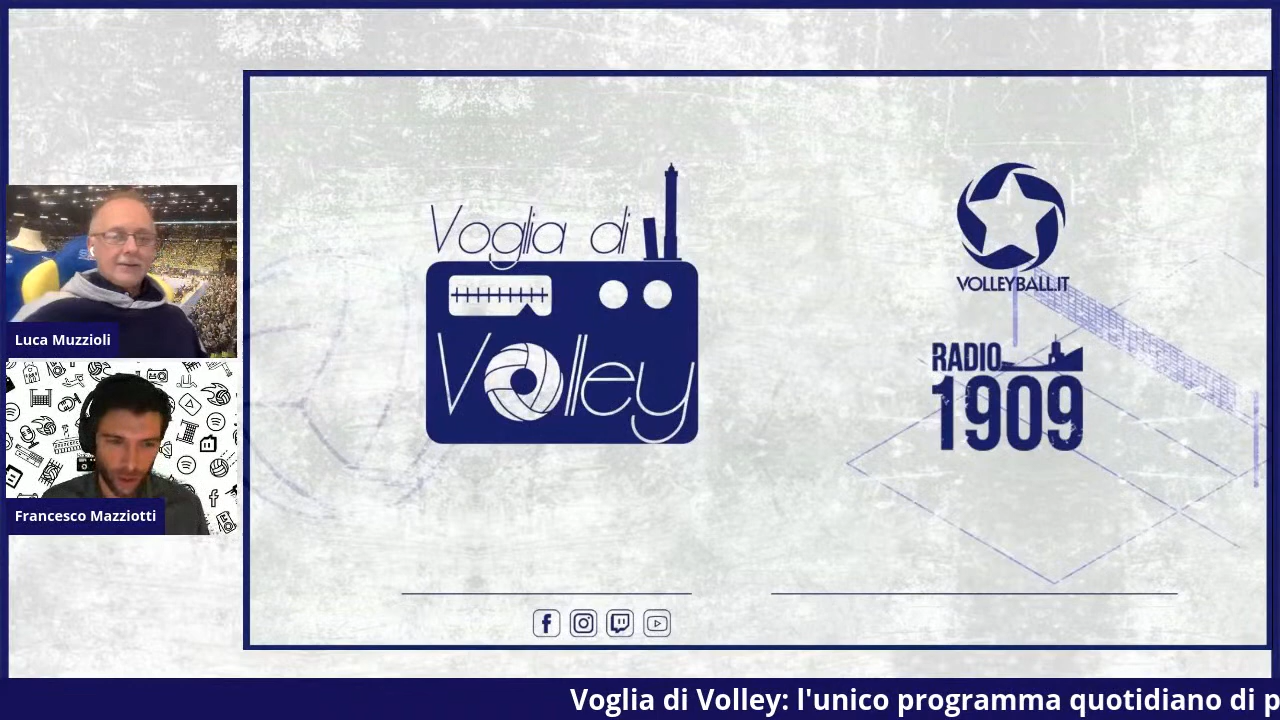 Voglia di
Volley
VOLLEYBALL.IT
RADIO
1909
Luca Muzzioli
Francesco Mazziotti
Voglia di Volley: l'unico programma quotidiano di p